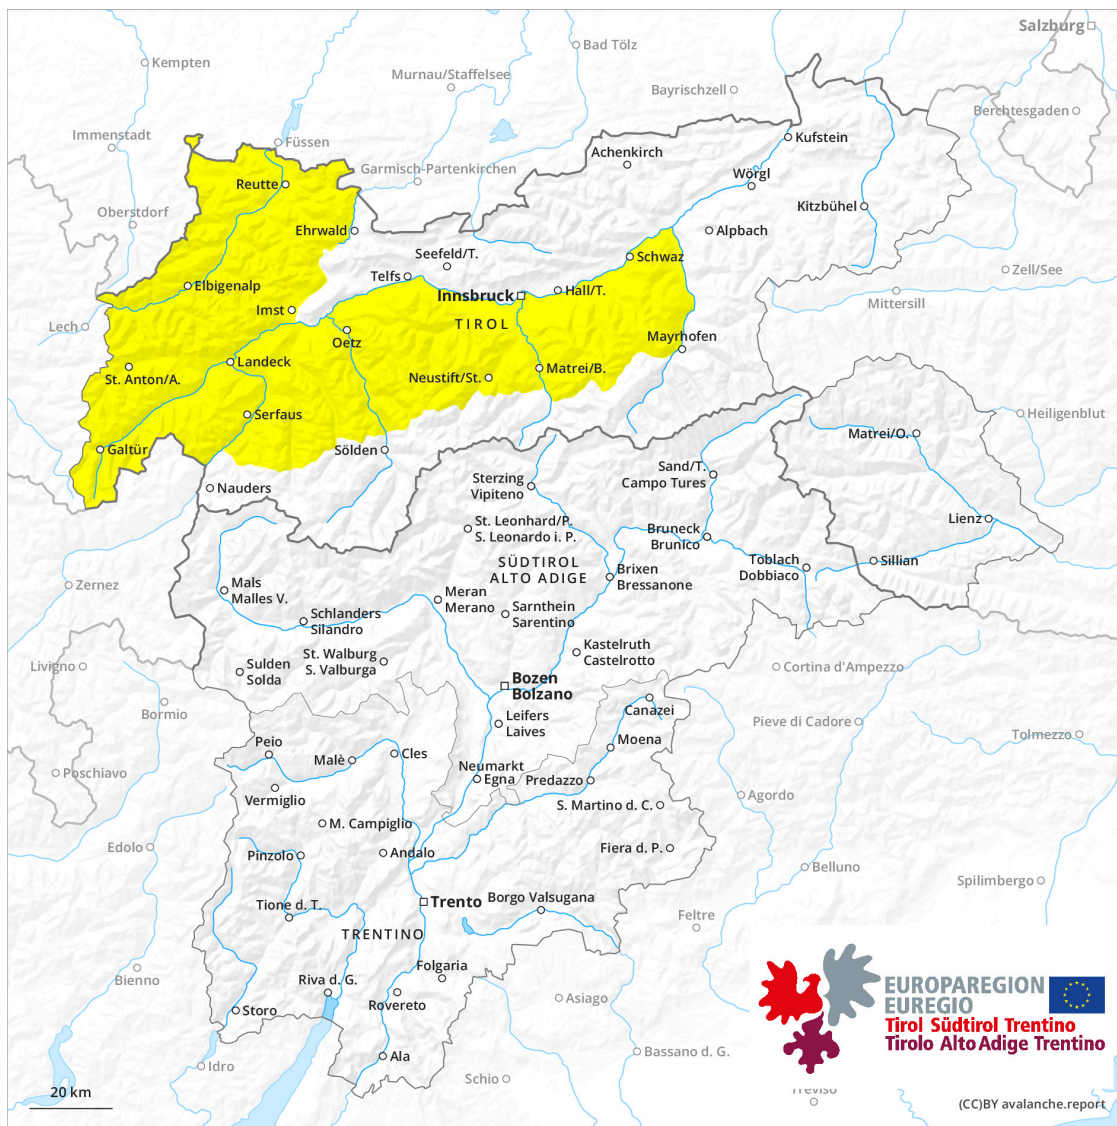 Salzburg
Bad Tölz
Kempten
Murnau/Staffelsee
Bayrischzell
Berchtesgaden
Immenstadt
Füssen
Kufstein
Achenkirch
Garmisch-Partenkirchen
Wörgl
Reutte
Oberstdorf
Kitzbühel
Ehrwald
Alpbach
Seefeld/T.
Schwaz
Zell/See
Telfs
Elbigenalp
Innsbruck
Hall/T.
Mittersill
Imst
TIROL
Lech
Oetz
Mayrhofen
Landeck
Matrei/B.
St. Anton/A.
Neustift/St.
Serfaus
Heiligenblut
Matrei/O.
Galtür
Sölden
Sand/T.
Campo Tures
Sterzing
Vipiteno
Nauders
Lienz
St. Leonhard/P.
S. Leonardo i. P.
Bruneck
Brunico
SÜDTIROL
ALTO ADIGE
Toblach
Dobbiaco
Sillian
Brixen
Bressanone
Zernez
Mals
Malles V.
Meran
Merano
Sarnthein
Sarentino
Schlanders
Silandro
Kastelruth
Castelrotto
St. Walburg
S. Valburga
Livigno
Sulden
Solda
Cortina d'Ampezzo
Bozen
Bolzano
Bormio
Canazei
Leifers
Laives
Pieve di Cadore
Tolmezzo
Peio
Moena
Malè
Cles
Neumarkt
Egna
Poschiavo
Predazzo
Vermiglio
Agordo
S. Martino d. C.
M. Campiglio
Edolo
Pinzolo
Andalo
Fiera d. P.
Belluno
Spilimbergo
Trento
Borgo Valsugana
Tione d. T.
Feltre
TRENTINO
Folgaria
Bienno
Riva d. G.
Asiago
Rovereto
Storo
EUROPAREGION
EUREGIO
Tirol Südtirol Trentino
Tirolo Alto Adige Trentino
Ala
Bassano d. G.
Idro
Schio
20 km
Treviso
(CC)BY avalanche.report